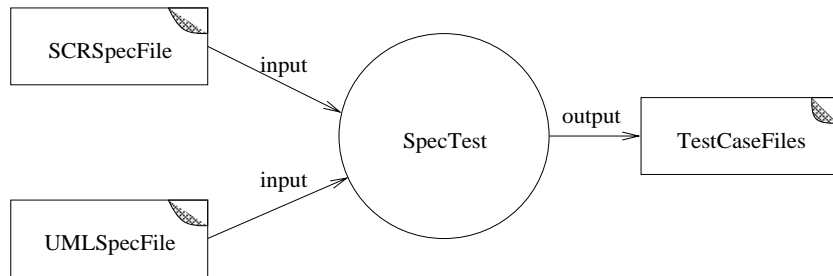 SCRSpecFile
input
SpecTest
output
TestCaseFiles
input
UMLSpecFile